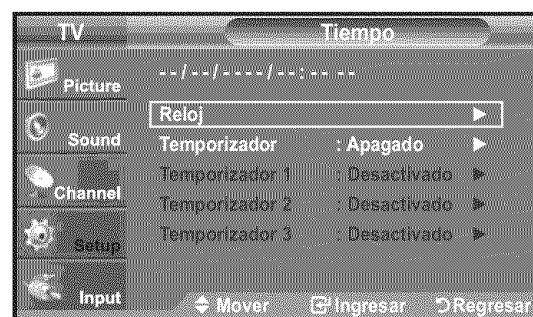 TV Tiempo
Picture
--/--/----/--:-- --
Reloj
Sound
Temporizador : Apagado
Temporizador 1 : Desactivado
Channel
Temporizador 2 : Desactivado
Temporizador 3 : Desactivado
Setup
Input
Mover Ingresar Regresar